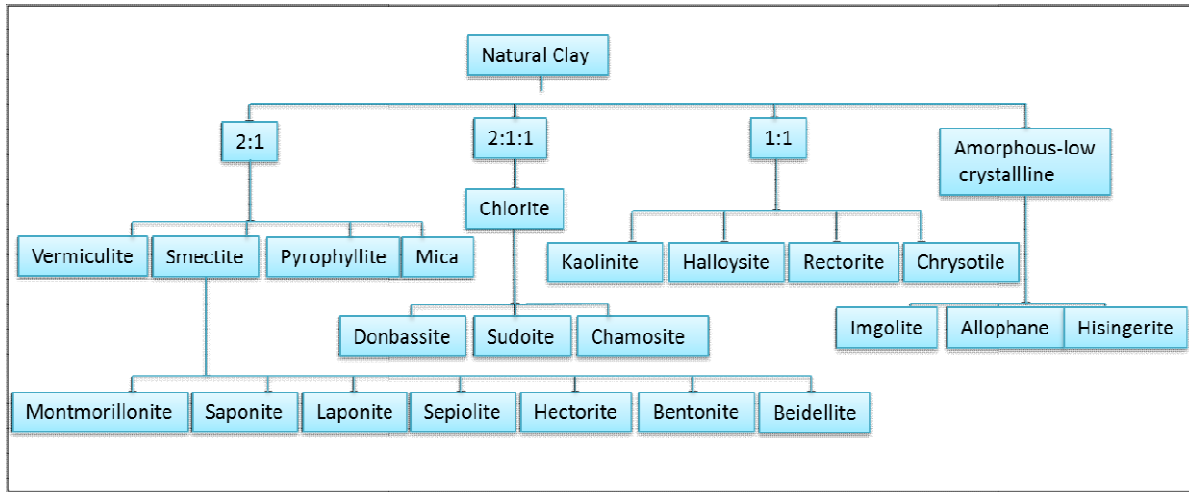 Natural Clay
2:1
2:1:1
1:1
Amorphous-low
crystallline
Chlorite
Vermiculite
Smectite
Pyrophyllite
Mica
Kaolinite
Halloysite
Rectorite
Chrysotile
Donbassite
Sudoite
Chamosite
Imgolite
Allophane
Hisingerite
Montmorillonite
Saponite
Laponite
Sepiolite
Hectorite
Bentonite
Beidellite